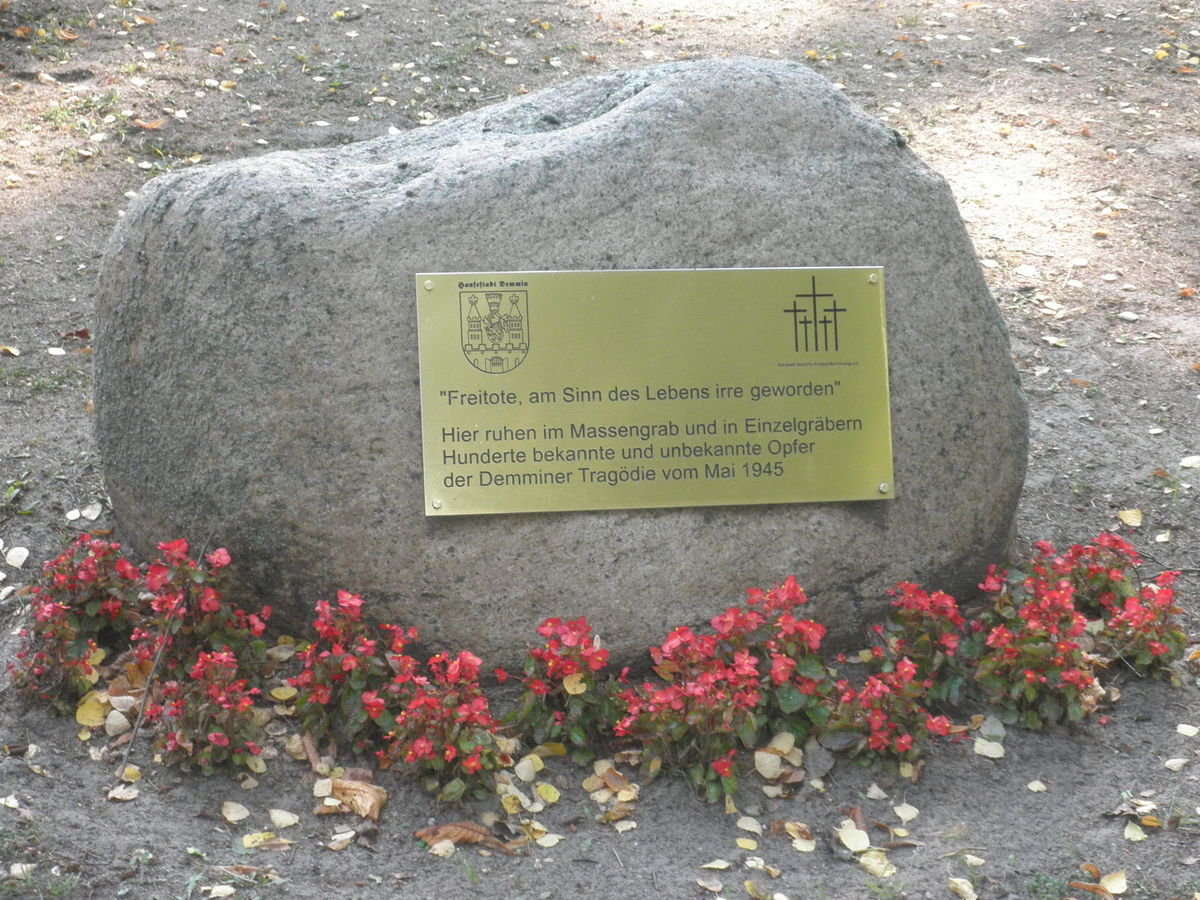 Hansestadt Demmin
"Freitote, am Sinn des Lebens irre geworden"
Hier ruhen im Massengrab und in Einzelgräbern
Hunderte bekannte und unbekannte Opfer
der Demminer Tragödie vom Mai 1945